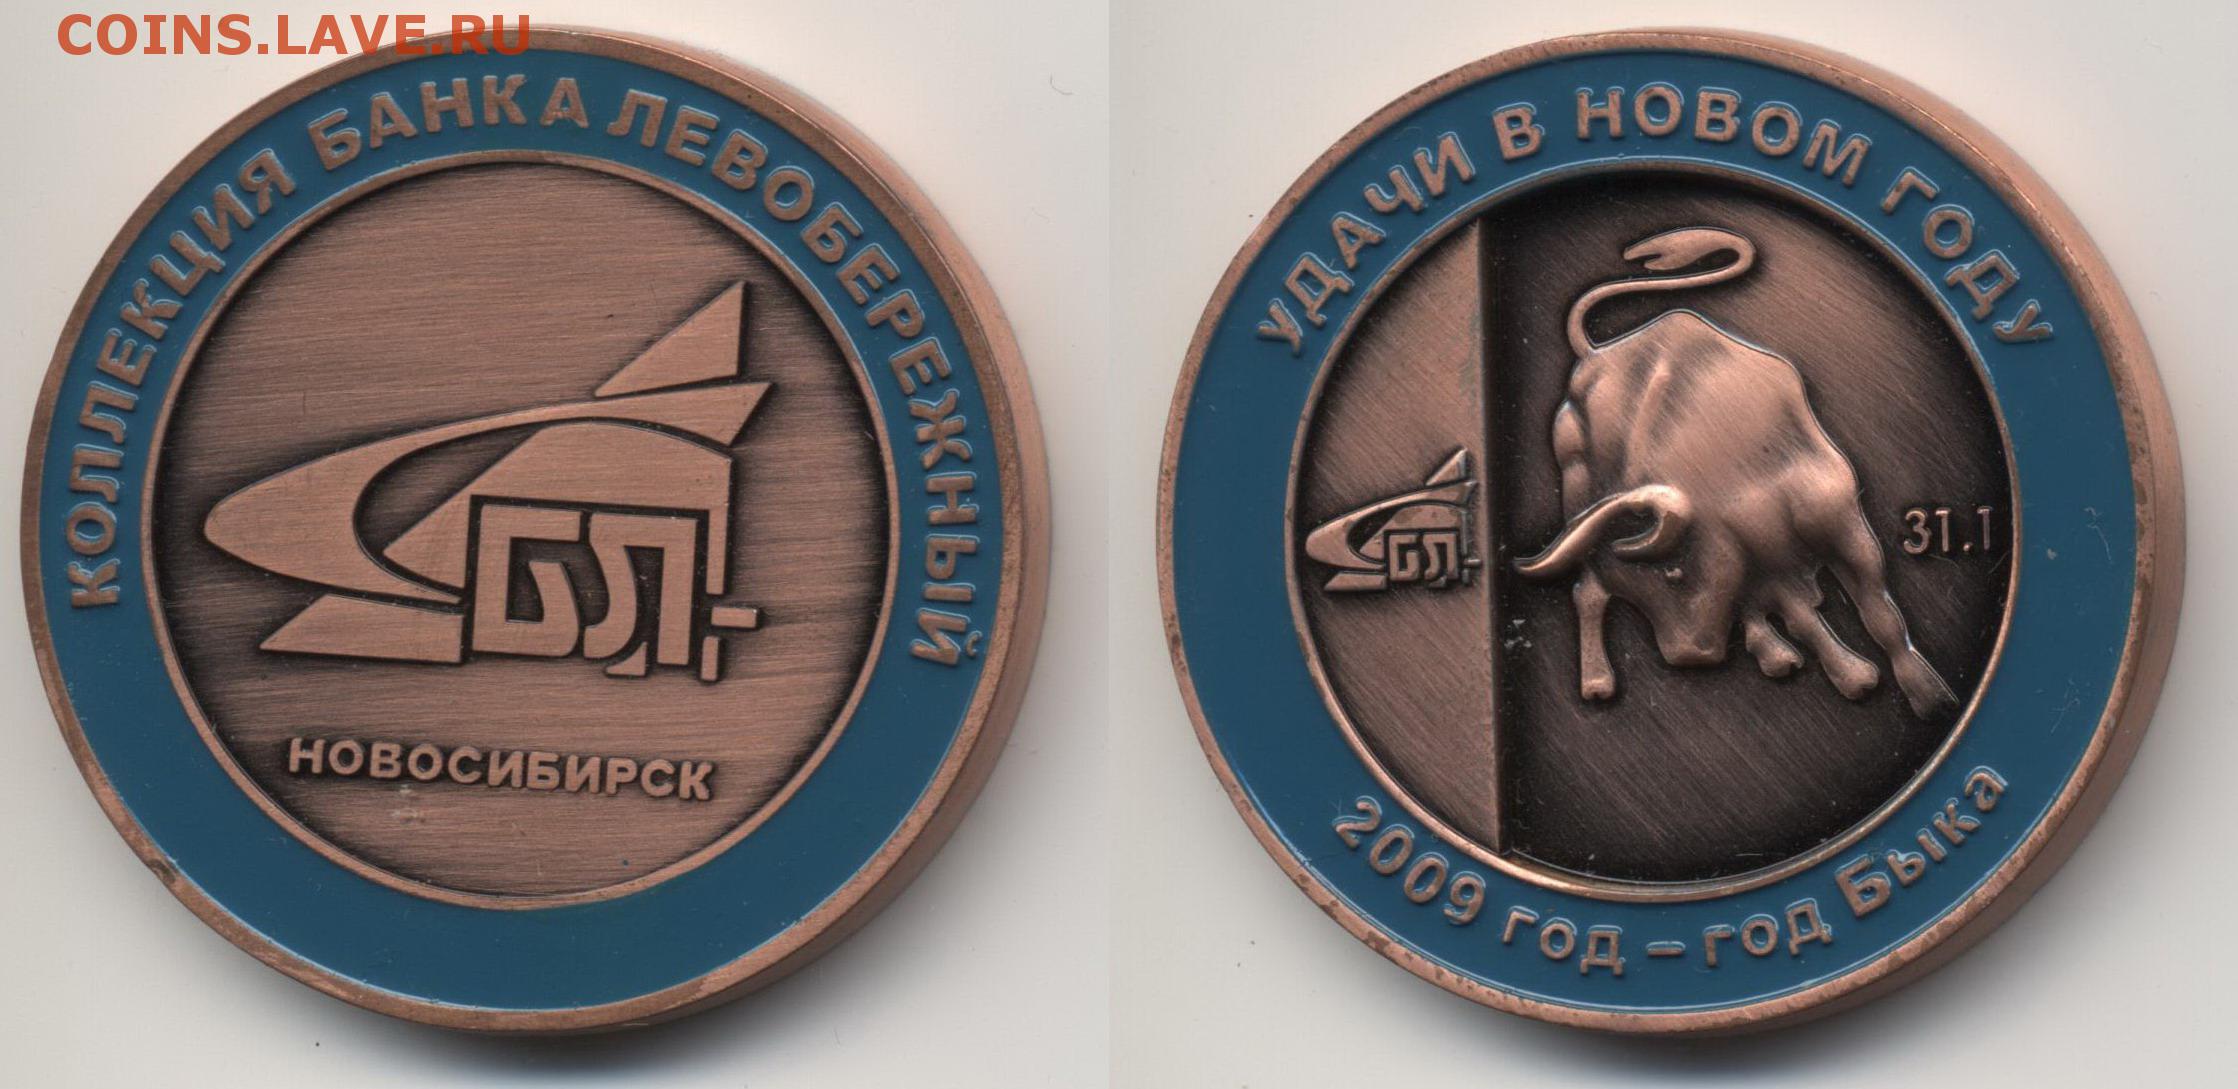 COINS.LAVE.RU
КОЛЛЕКЦИЯ БАНКА ЛЕВОБЕРЕЖНЫЙ
БЛ
НОВОСИБИРСК
УДАЧИ В НОВОМ ГОДУ
БЛ
31.1
2009 год – год Быка